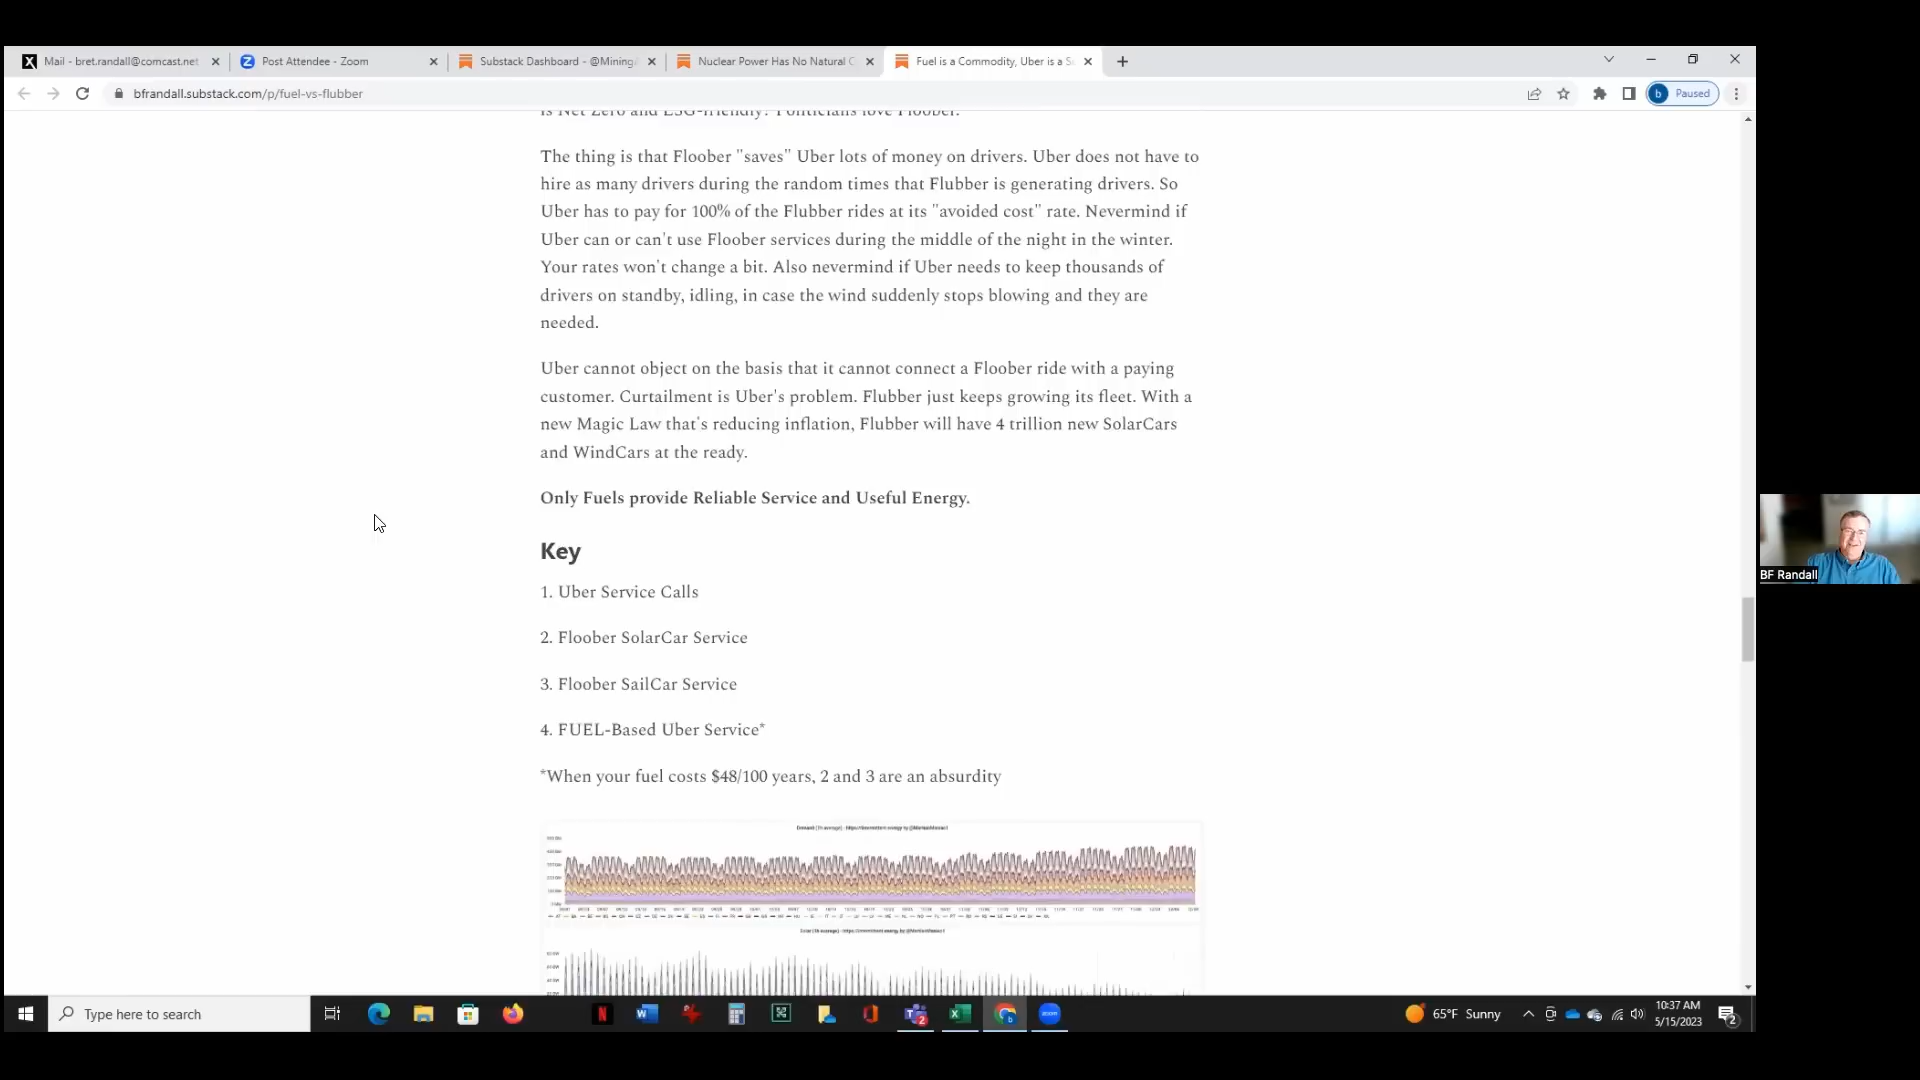 Mail - bret.randall@comcast.net
Post Attendee - Zoom
Substack Dashboard - @Mining
Nuclear Power Has No Natural
Fuel is a Commodity, Uber is a S
bfrandall.substack.com/p/fuel-vs-flubber
b Paused
is Net Zero and ESG-friendly? Politicians love Floober.
The thing is that Floober "saves" Uber lots of money on drivers. Uber does not have to
hire as many drivers during the random times that Flubber is generating drivers. So
Uber has to pay for 100% of the Flubber rides at its "avoided cost" rate. Nevermind if
Uber can or can't use Floober services during the middle of the night in the winter.
Your rates won't change a bit. Also nevermind if Uber needs to keep thousands of
drivers on standby, idling, in case the wind suddenly stops blowing and they are
needed.
Uber cannot object on the basis that it cannot connect a Floober ride with a paying
customer. Curtailment is Uber's problem. Flubber just keeps growing its fleet. With a
new Magic Law that's reducing inflation, Flubber will have 4 trillion new SolarCars
and WindCars at the ready.
Only Fuels provide Reliable Service and Useful Energy.
BF Randall
Key
1. Uber Service Calls
2. Floober SolarCar Service
3. Floober SailCar Service
4. FUEL-Based Uber Service*
*When your fuel costs $48/100 years, 2 and 3 are an absurdity
Type here to search
zoom
65°F Sunny
10:37 AM
5/15/2023
2